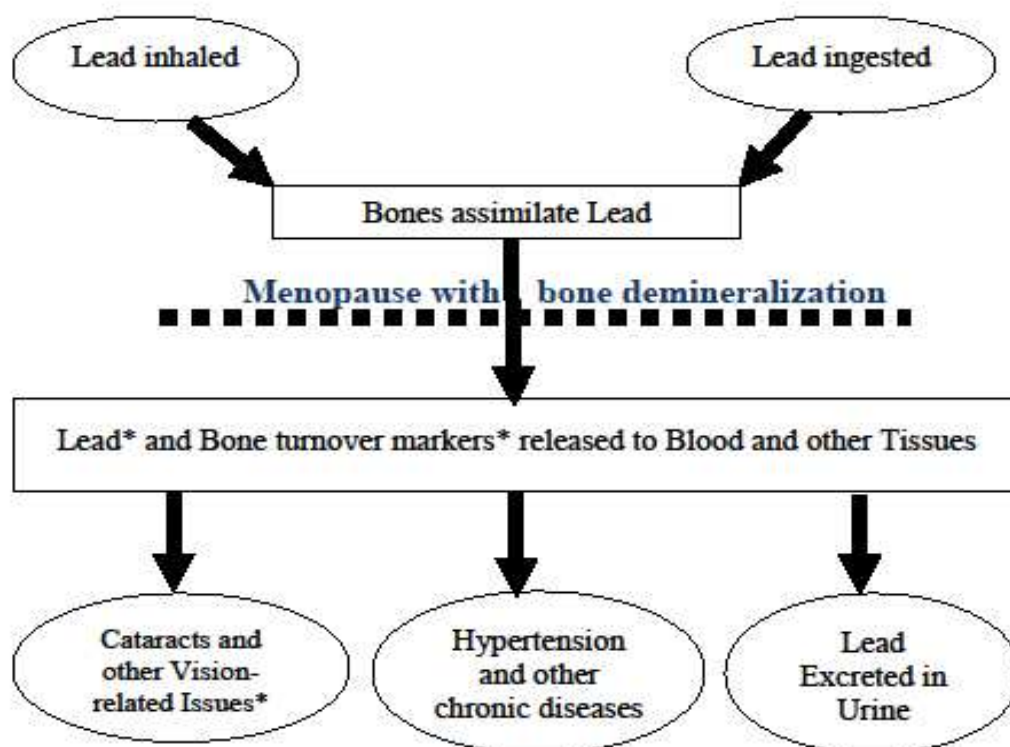 Lead inhaled
Lead ingested
Bones assimilate Lead
Menopause with bone demineralization
Lead* and Bone turnover markers* released to Blood and other Tissues
Cataracts and
other Vision-
related Issues*
Hypertension
and other
chronic diseases
Lead
Excreted in
Urine